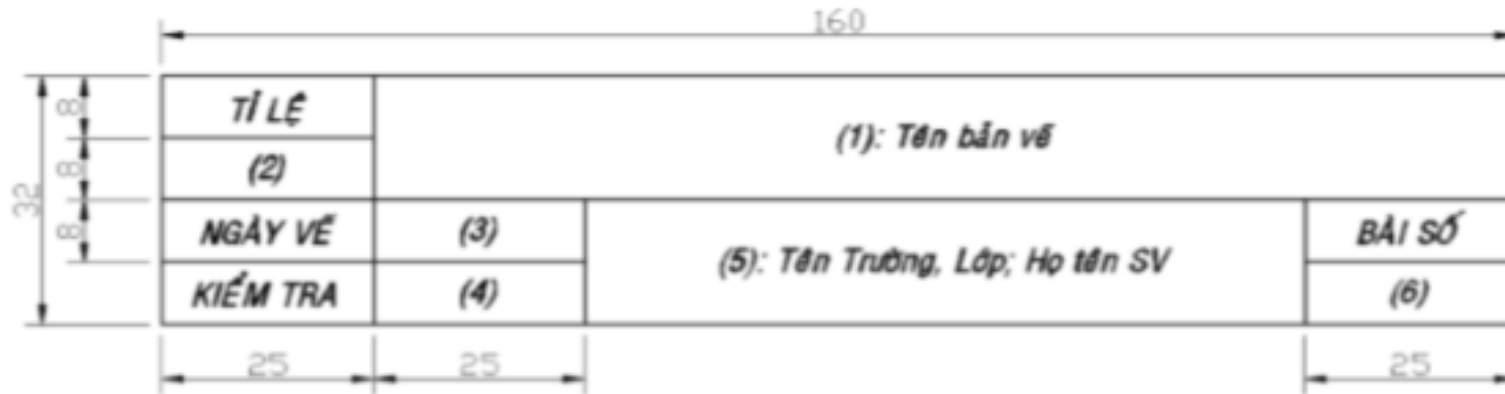 160
TỈ LỆ
(1): Tên bản vẽ
(2)
8
8
32
8
NGÀY VẼ
(3)
(5): Tên Trường, Lớp; Họ tên SV
BÀI SỐ
KIỂM TRA
(4)
(6)
25
25
25